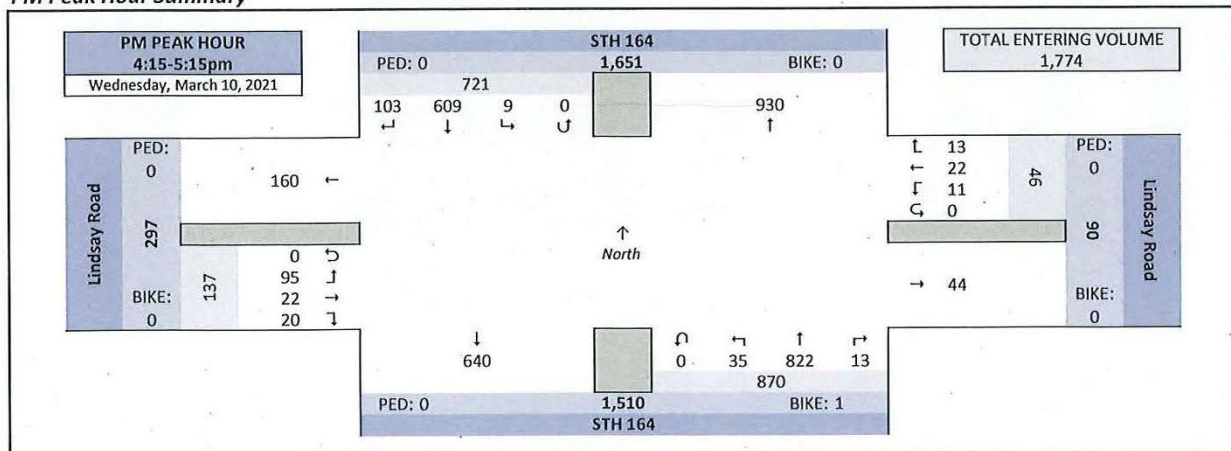 PM Peak Hour Summary
PM PEAK HOUR
4:15-5:15pm
Wednesday, March 10, 2021
STH 164
PED: 0 1,651 BIKE: 0
721
103 609 9 0 930
↵ ↓ ↳ ↺ ↑
TOTAL ENTERING VOLUME
1,774
Lindsay Road
PED:
0
297
BIKE:
0
160 ←
137
0
95
22 →
20
↑
North
13
22 ←
11
0
46
→ 44
PED:
0
90
BIKE:
0
Lindsay Road
↓
640
↑
0 35 822 13
870
PED: 0 1,510 BIKE: 1
STH 164